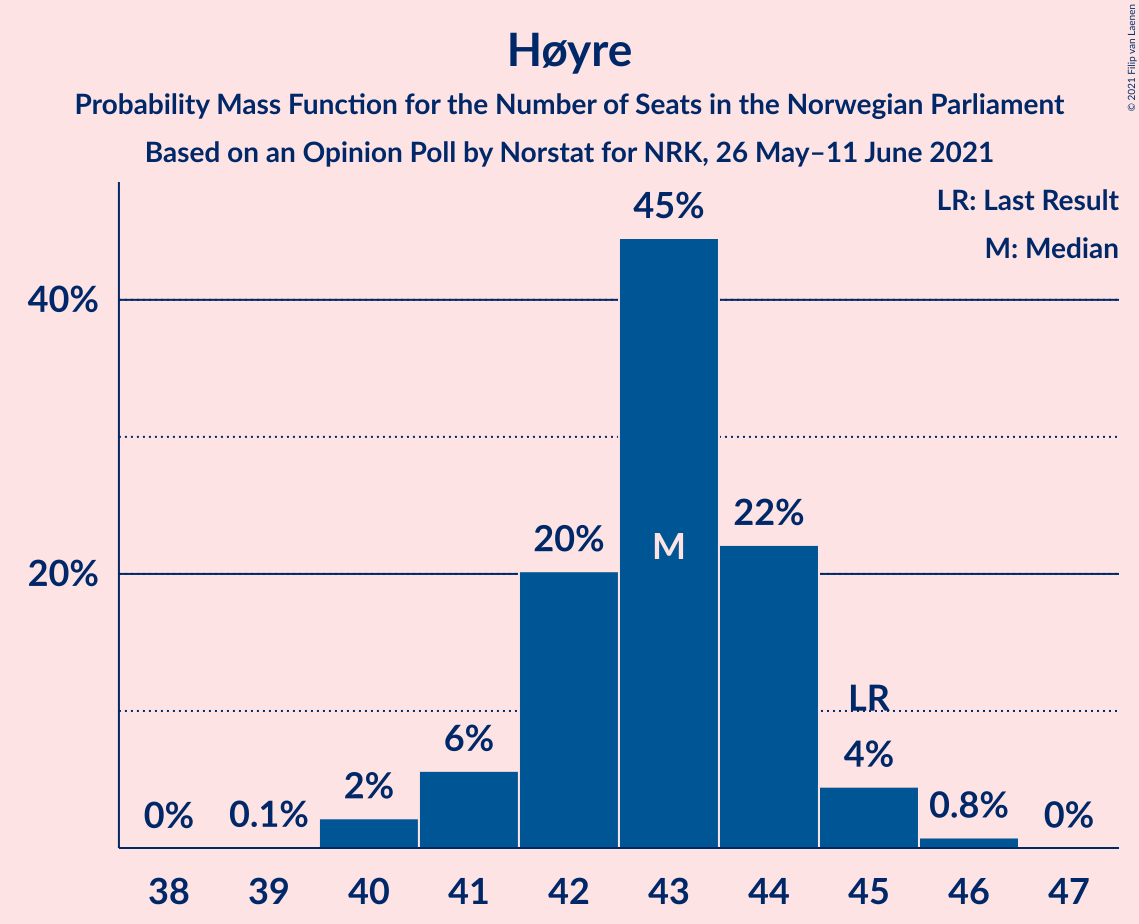 Høyre
Probability Mass Function for the Number of Seats in the Norwegian Parliament
Based on an Opinion Poll by Norstat for NRK, 26 May–11 June 2021
© 2021 Filip van Laenen
LR: Last Result
M: Median
40%
20%
0%
0.1%
2%
6%
20%
45%
M
22%
LR
4%
0.8%
0%
38 39 40 41 42 43 44 45 46 47